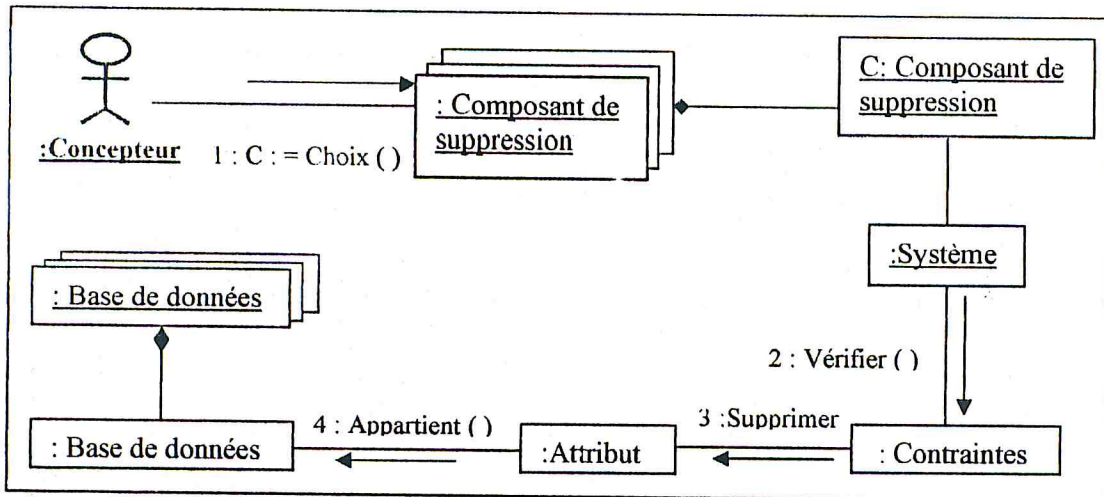 : Composant de
suppression
C: Composant de
suppression
:Concepteur
1 : C : = Choix ( )
:Système
: Base de données
2 : Vérifier ( )
: Base de données
4 : Appartient ( )
:Attribut
3 :Supprimer
: Contraintes